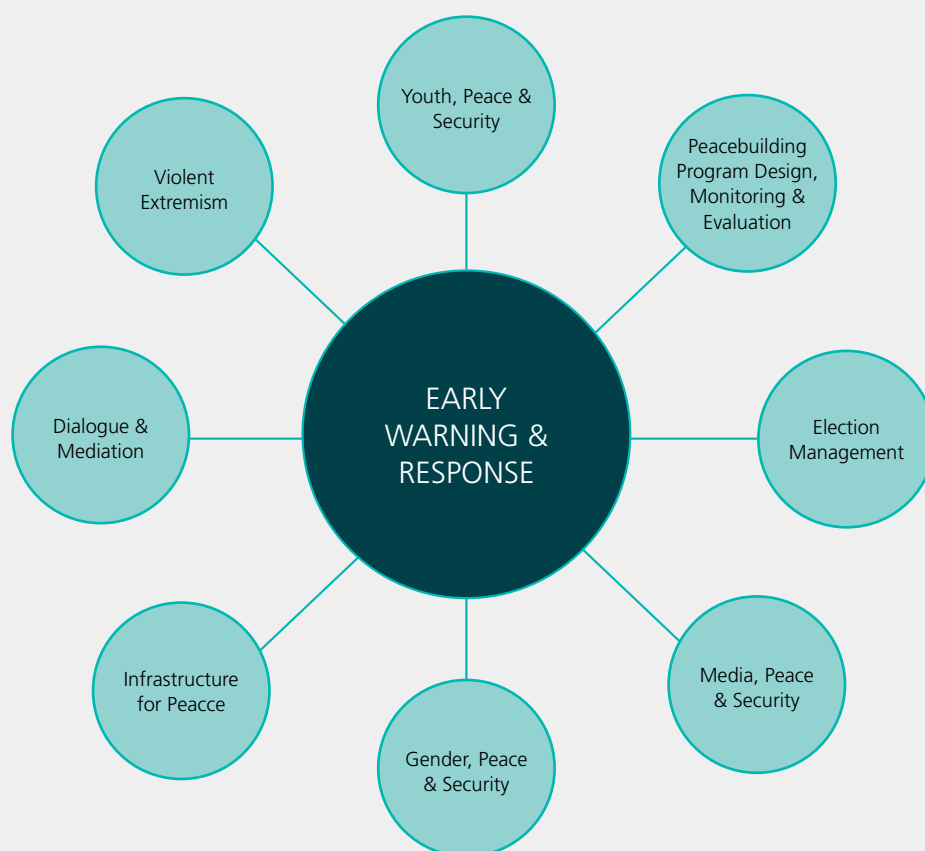 Youth, Peace &
Security
Peacebuilding
Program Design,
Monitoring &
Evaluation
Violent
Extremism
EARLY
WARNING &
RESPONSE
Dialogue &
Mediation
Election
Management
Infrastructure
for Peacce
Media, Peace
& Security
Gender, Peace
& Security